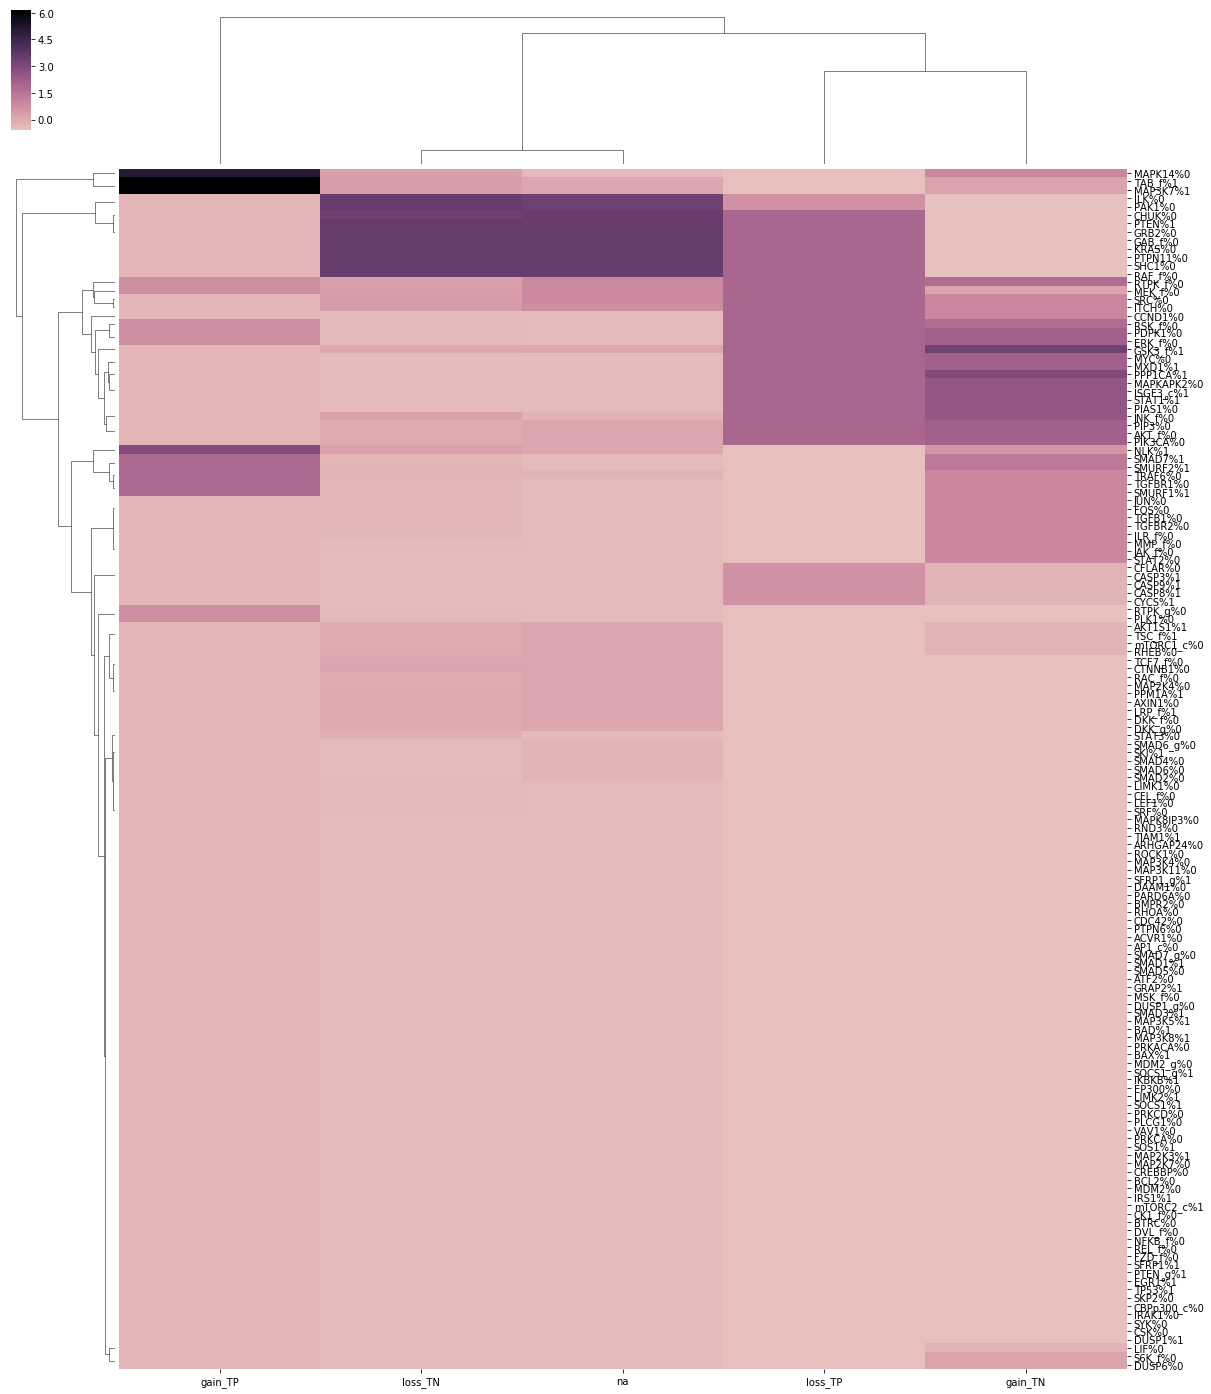 6.0
4.5
3.0
1.5
0.0
MAPK14%0
TAB_f%1
MAP3K7%1
ILK%0
PAK1%0
CHUK%0
PTEN%1
GRB2%0
GAB_f%0
KRAS%0
PTPN11%0
SHC1%0
RAF_f%0
RTPK_f%0
MEK_f%0
SRC%0
ITCH%0
CCND1%0
RSK_f%0
PDPK1%0
ERK_f%0
GSK3_f%1
MYC%0
MXD1%1
PPP1CA%1
MAPKAPK2%0
ISGF3_c%1
STAT1%1
PIAS1%0
JNK_f%0
PIP3%0
AKT_f%0
PIK3CA%0
NLK%1
SMAD7%1
SMURF2%1
TRAF6%0
TGFBR1%0
SMURF1%1
JUN%0
FOS%0
TGFB1%0
TGFBR2%0
ILR_f%0
MMP_f%0
JAK_f%0
STAT2%0
CFLAR%0
CASP3%1
CASP9%1
CASP8%1
CYCS%1
RTPK_g%0
PLK1%0
AKT1S1%1
TSC_f%1
mTORC1_c%0
RHEB%0
TCF7_f%0
CTNNB1%0
RAC_f%0
MAP2K4%0
PPM1A%1
AXIN1%0
LRP_f%1
DKK_f%0
DKK_g%0
STAT3%0
SMAD6_g%0
SKI%1
SMAD4%0
SMAD6%0
SMAD2%0
LIMK1%0
CFL_f%0
LEF1%0
SRF%0
MAPK8IP3%0
RND3%0
TIAM1%1
ARHGAP24%0
ROCK1%0
MAP3K4%0
MAP3K11%0
SFRP1_g%1
DAAM1%0
PARD6A%0
BMPR2%0
RHOA%0
CDC42%0
PTPN6%0
ACVR1%0
AP1_c%0
SMAD7_g%0
SMAD1%1
SMAD5%0
ATF2%0
GRAP2%1
MSK_f%0
DUSP1_g%0
SMAD3%1
MAP3K5%1
BAD%1
MAP3K8%1
PRKACA%0
BAX%1
MDM2_g%0
SOCS1_g%1
IKBKB%1
EP300%0
LIMK2%1
SOCS1%1
PRKCD%0
PLCG1%0
VAV1%0
PRKCA%0
SOS1%1
MAP2K3%1
MAP2K7%0
CREBBP%0
BCL2%0
MDM2%0
IRS1%1
mTORC2_c%1
CK1_f%0
BTRC%0
DVL_f%0
NFKB_f%0
REL_f%0
FZD_f%0
SFRP1%1
PTEN_g%1
EGR1%1
TP53%1
SKP2%0
CBPp300_c%0
IRAK1%0
SYK%0
CSK%0
DUSP1%1
LIF%0
S6K_f%0
DUSP6%0
gain_TP
loss_TN
na
loss_TP
gain_TN